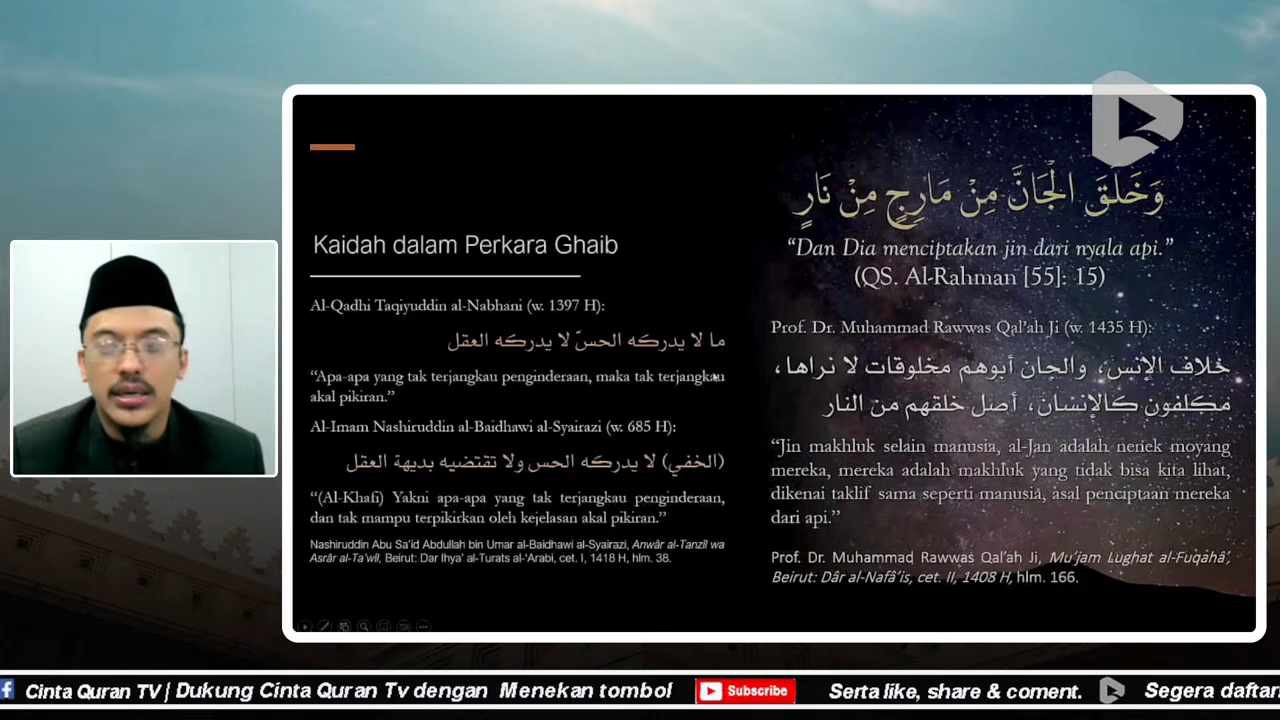 Kaidah dalam Perkara Ghaib
Al-Qadhi Taqiyuddin al-Nabhani (w. 1397 H):
ما لا يدركه الحسّ لا يدركه العقل
“Apa-apa yang tak terjangkau penginderaan, maka tak terjangkau
akal pikiran.”
Al-Imam Nashiruddin al-Baidhawi al-Syairazi (w. 685 H):
(الخفي) لا يدركه الحس ولا تقتضيه بديهة العقل
“(Al-Khafi) Yakni apa-apa yang tak terjangkau penginderaan,
dan tak mampu terpikirkan oleh kejelasan akal pikiran.”
Nashiruddin Abu Sa’id Abdullah bin Umar al-Baidhawi al-Syairazi, Anwâr al-Tanzîl wa
Asrâr al-Ta’wîl, Beirut: Dar Ihya’ al-Turats al-‘Arabi, cet. I, 1418 H, hlm. 38.
وَخَلَقَ الْجَانَّ مِنْ مَارِجٍ مِنْ نَارٍ
“Dan Dia menciptakan jin dari nyala api.”
(QS. Al-Rahman [55]: 15)
Prof. Dr. Muhammad Rawwas Qal’ah Ji (w. 1435 H):
خلاف الإنس، والجان أبوهم مخلوقات لا نراها،
مكلفون كالإنسان، أصل خلقهم من النار
“Jin makhluk selain manusia, al-Jan adalah nenek moyang
mereka, mereka adalah makhluk yang tidak bisa kita lihat,
dikenai taklif sama seperti manusia, asal penciptaan mereka
dari api.”
Prof. Dr. Muhammad Rawwas Qal’ah Ji, Mu’jam Lughat al-Fuqahâ’,
Beirut: Dâr al-Nafâ’is, cet. II, 1408 H, hlm. 166.
Cinta Quran TV | Dukung Cinta Quran Tv dengan Menekan tombol Subscribe Serta like, share & coment. Segera daftan